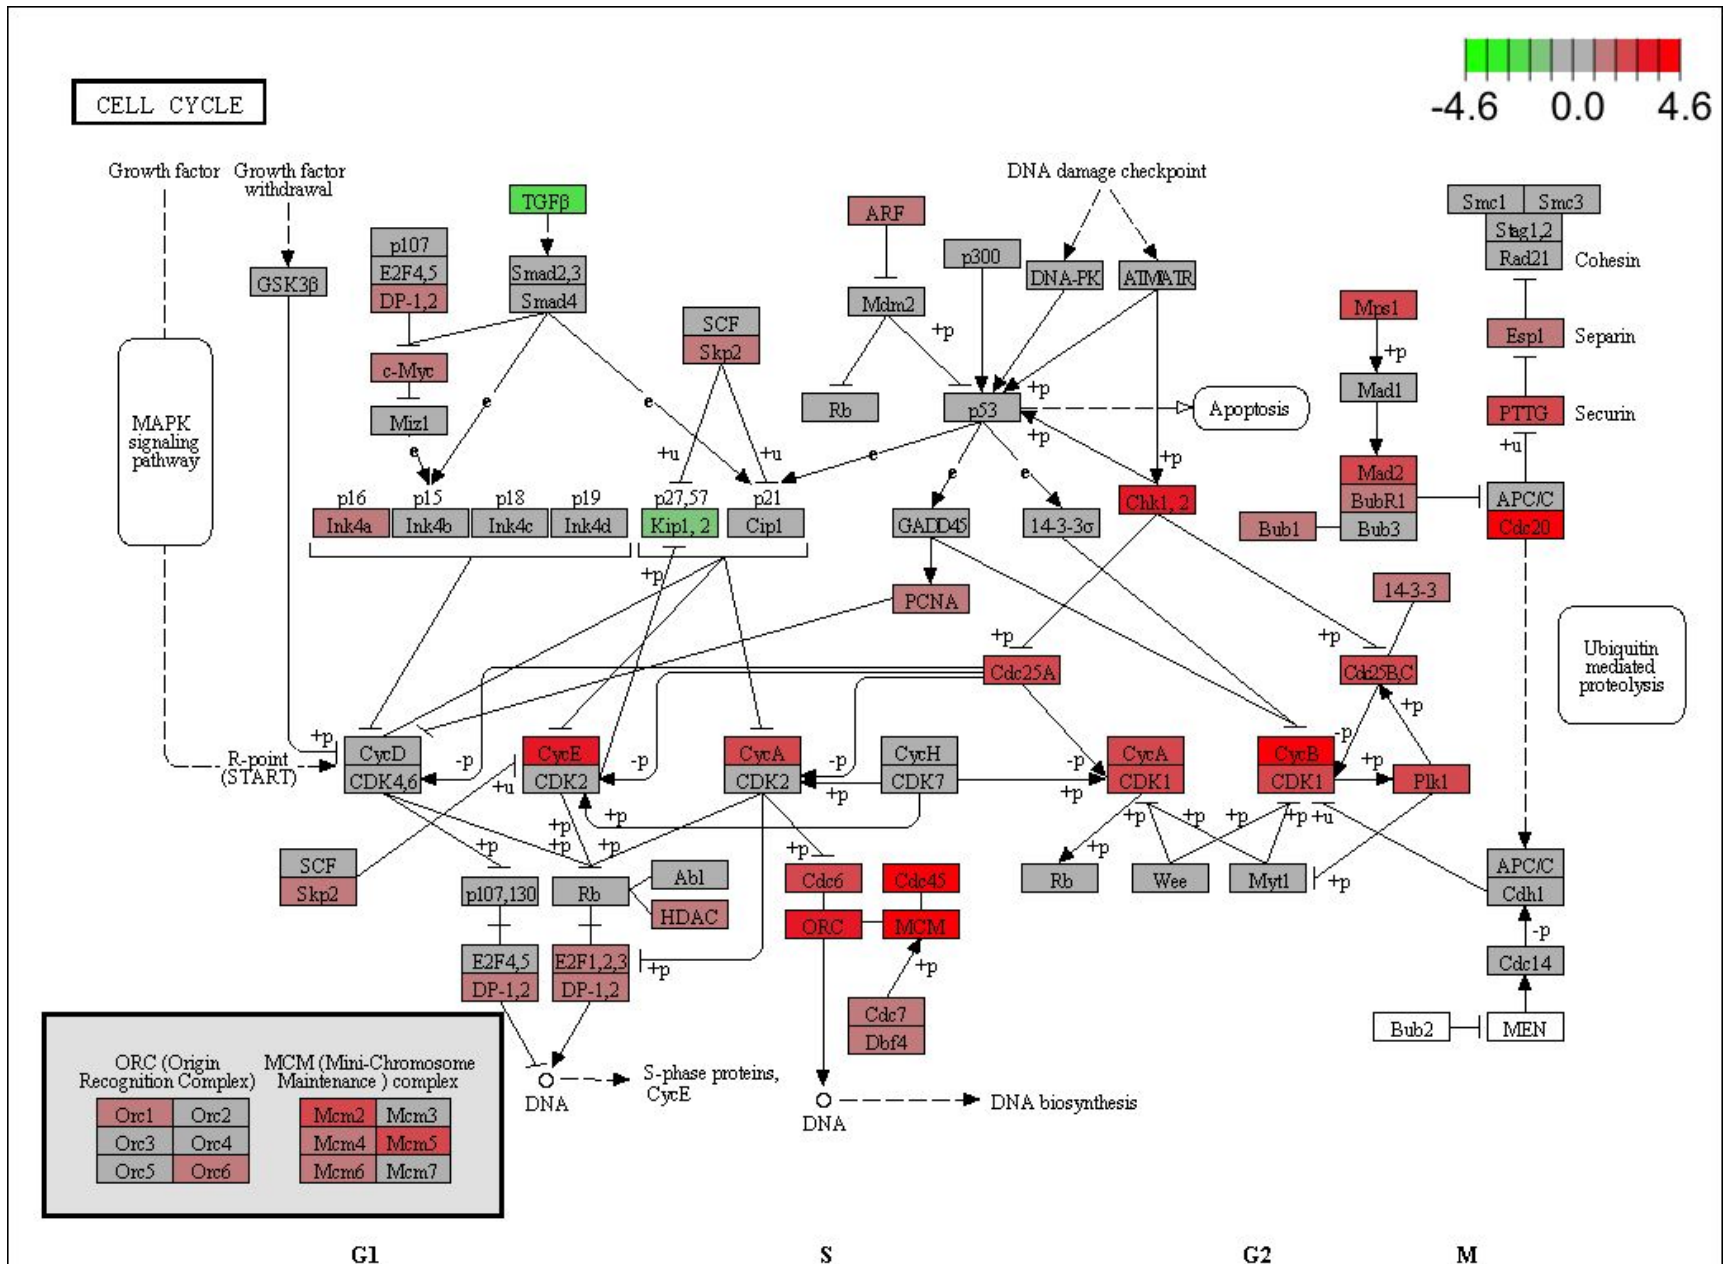 -4.6 0.0 4.6
CELL CYCLE
Growth factor
Growth factor
withdrawal
DNA damage checkpoint
TGFβ
ARF
Smc1 Smc3
Stag1,2
Rad21
Cohesin
p107
E2F4,5
DP-1,2
GSK3β
Smad2,3
Smad4
p300
DNA-PK
ATM/ATR
Mdm2
+p
SCF
Skp2
Mps1
+p
Esp1
Separin
c-Myc
Mad1
MAPK
signaling
pathway
Miz1
e
e
e
Rb
p53
+p
+p
Apoptosis
PTTG
Securin
+u
+u
+u
e
e
e
+p
Mad2
BubR1
Bub3
Bub1
APC/C
Cdc20
p16 p15 p18 p19 p27,57 p21
Ink4a Ink4b Ink4c Ink4d Kip1, 2 Cip1
GADD45
14-3-3σ
Chk1, 2
+p
PCNA
14-3-3
+p
+p
Cdc25A
Cdc25B,C
Ubiquitin
mediated
proteolysis
+p
R-point
(START)
+p
CycD
CDK4,6
-p
CycE
CDK2
-p
CycA
CDK2
-p
+p
CycH
CDK7
-p
+p
CycA
CDK1
CycB
CDK1
-p
+p
Plk1
+u
+p
+p
+p
+p
+p
+p
+p
+p
+p
+p
+u
+p
+p
SCF
Skp2
p107,130
Rb
Abl
HDAC
Cdc6
Cdc45
ORC
MCM
Rb
Wee
Myt1
APC/C
Cdh1
-p
E2F4,5
DP-1,2
E2F1,2,3
DP-1,2
+p
+p
Cdc14
Cdc7
Dbf4
Bub2
MEN
ORC (Origin
Recognition Complex)
MCM (Mini-Chromosome
Maintenance ) complex
Orc1 Orc2
Orc3 Orc4
Orc5 Orc6
Mcm2 Mcm3
Mcm4 Mcm5
Mcm6 Mcm7
DNA
S-phase proteins,
CycE
DNA
DNA biosynthesis
G1 S G2 M